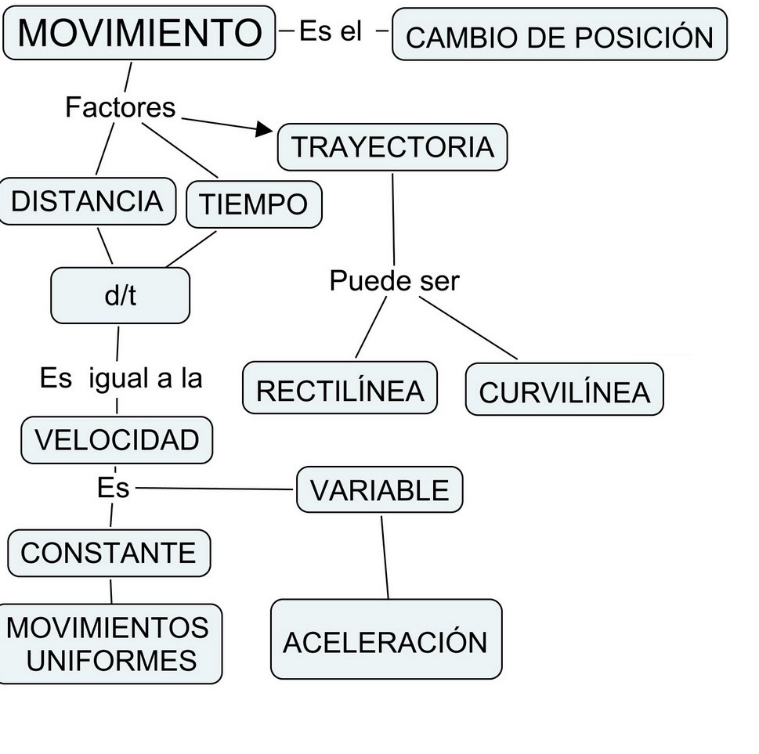 MOVIMIENTO Es el CAMBIO DE POSICIÓN
Factores
TRAYECTORIA
DISTANCIA TIEMPO
d/t
Puede ser
Es igual a la
RECTILÍNEA CURVILÍNEA
VELOCIDAD
Es VARIABLE
CONSTANTE
MOVIMIENTOS
UNIFORMES
ACELERACIÓN